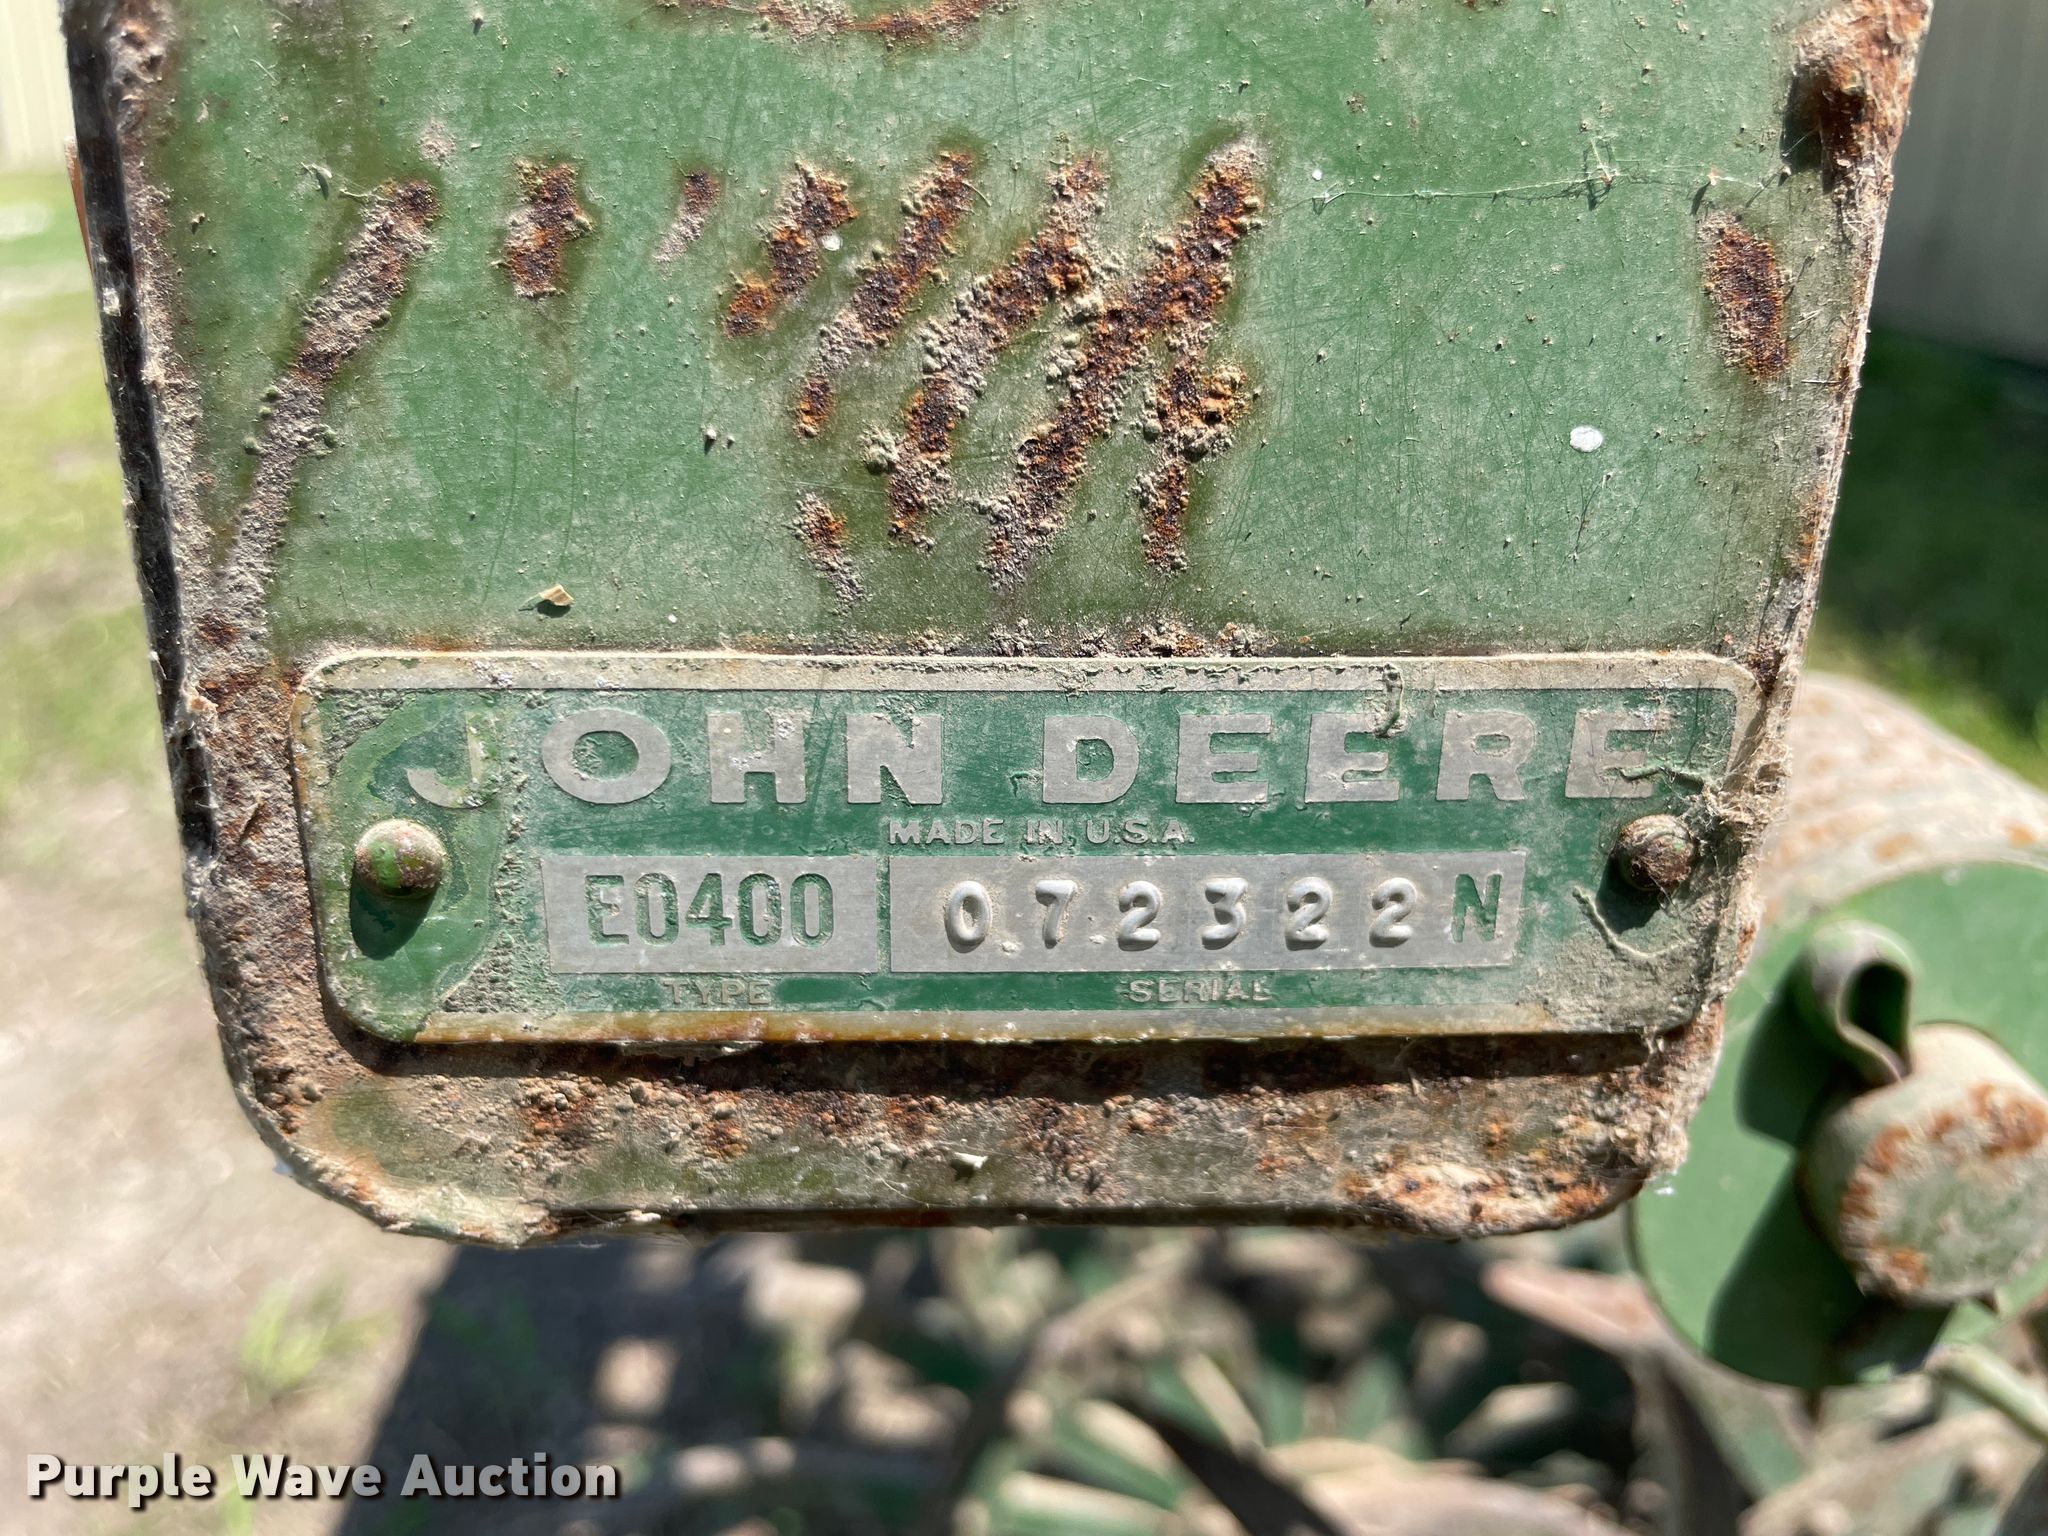 JOHN DEERE
MADE IN U.S.A.
E0400 072322N
TYPE SERIAL
Purple Wave Auction